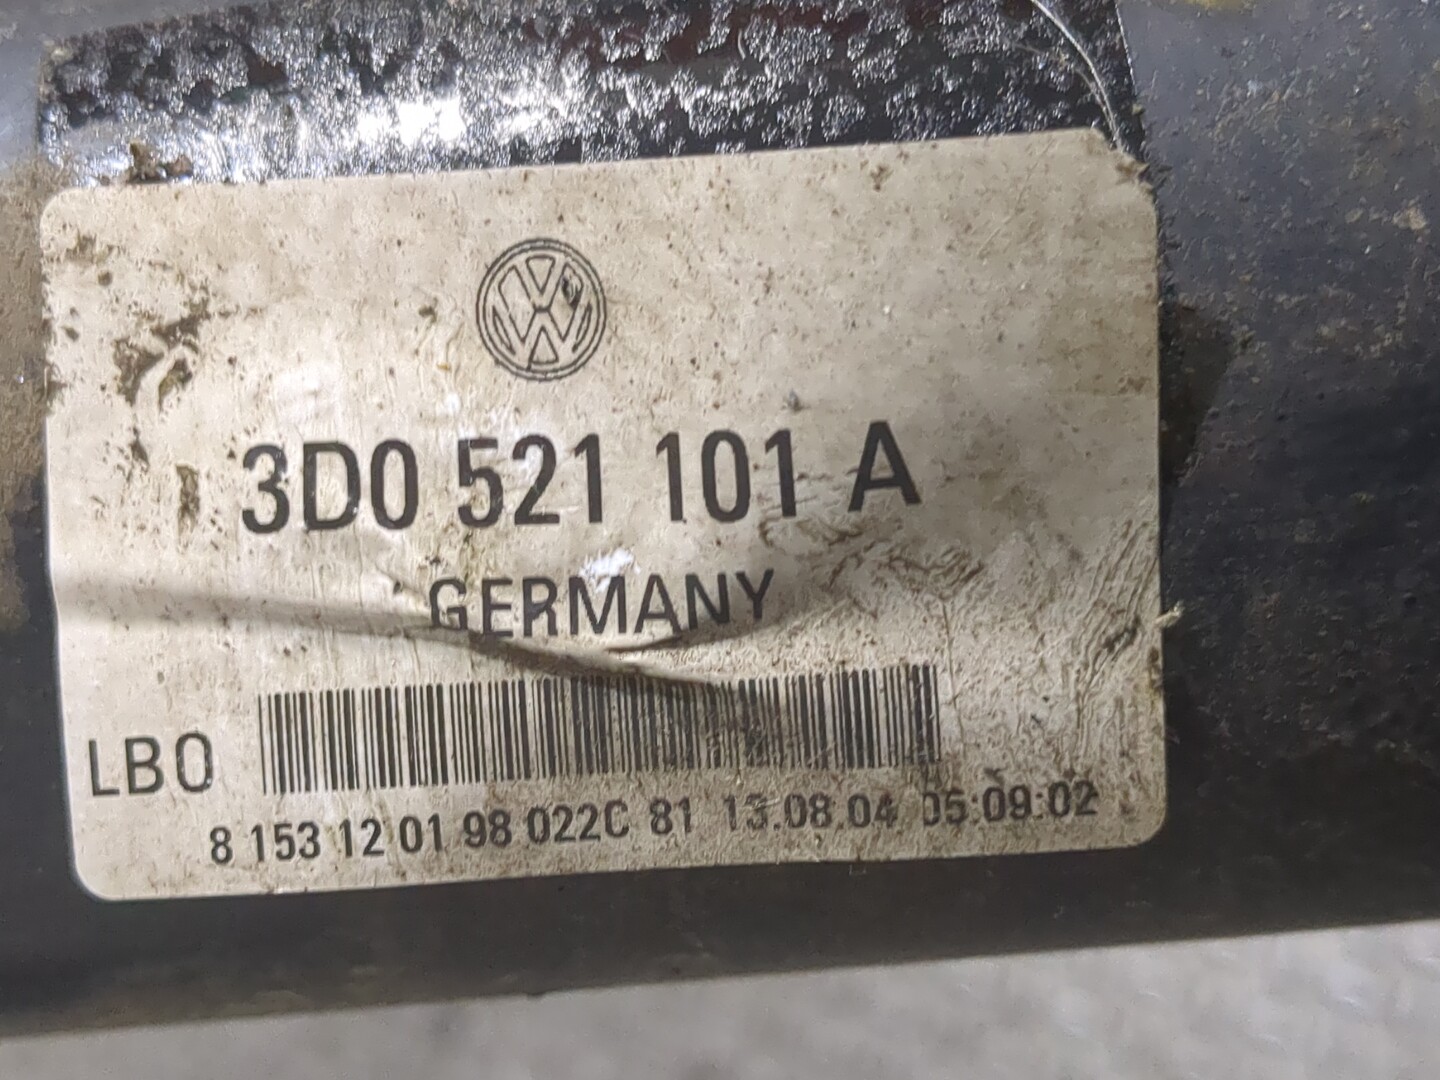 3D0 521 101 A
GERMANY
LBO
8 153 12 01 98 022C 81 13.08.04 05:09:02